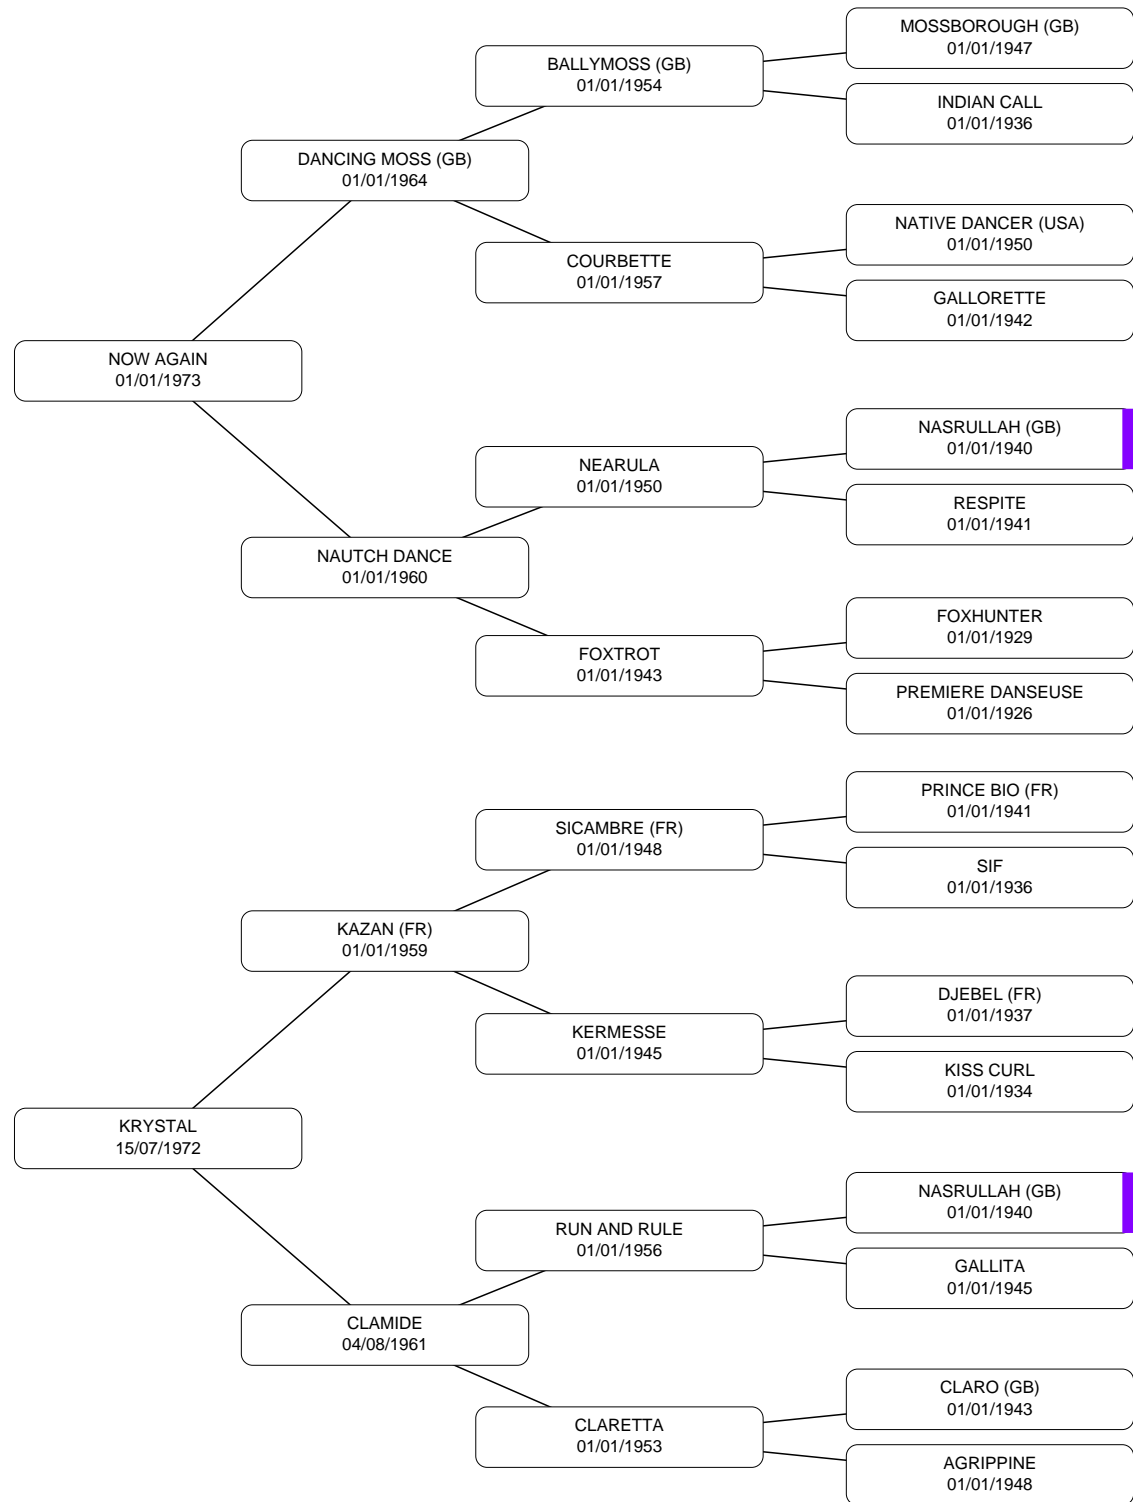 MOSSBOROUGH (GB)
01/01/1947
BALLYMOSS (GB)
01/01/1954
INDIAN CALL
01/01/1936
DANCING MOSS (GB)
01/01/1964
NATIVE DANCER (USA)
01/01/1950
COURBETTE
01/01/1957
GALLORETTE
01/01/1942
NOW AGAIN
01/01/1973
NASRULLAH (GB)
01/01/1940
NEARULA
01/01/1950
RESPITE
01/01/1941
NAUTCH DANCE
01/01/1960
FOXHUNTER
01/01/1929
FOXTROT
01/01/1943
PREMIERE DANSEUSE
01/01/1926
PRINCE BIO (FR)
01/01/1941
SICAMBRE (FR)
01/01/1948
SIF
01/01/1936
KAZAN (FR)
01/01/1959
DJEBEL (FR)
01/01/1937
KERMESSE
01/01/1945
KISS CURL
01/01/1934
KRYSTAL
15/07/1972
NASRULLAH (GB)
01/01/1940
RUN AND RULE
01/01/1956
GALLITA
01/01/1945
CLAMIDE
04/08/1961
CLARO (GB)
01/01/1943
CLARETTA
01/01/1953
AGRIPPINE
01/01/1948